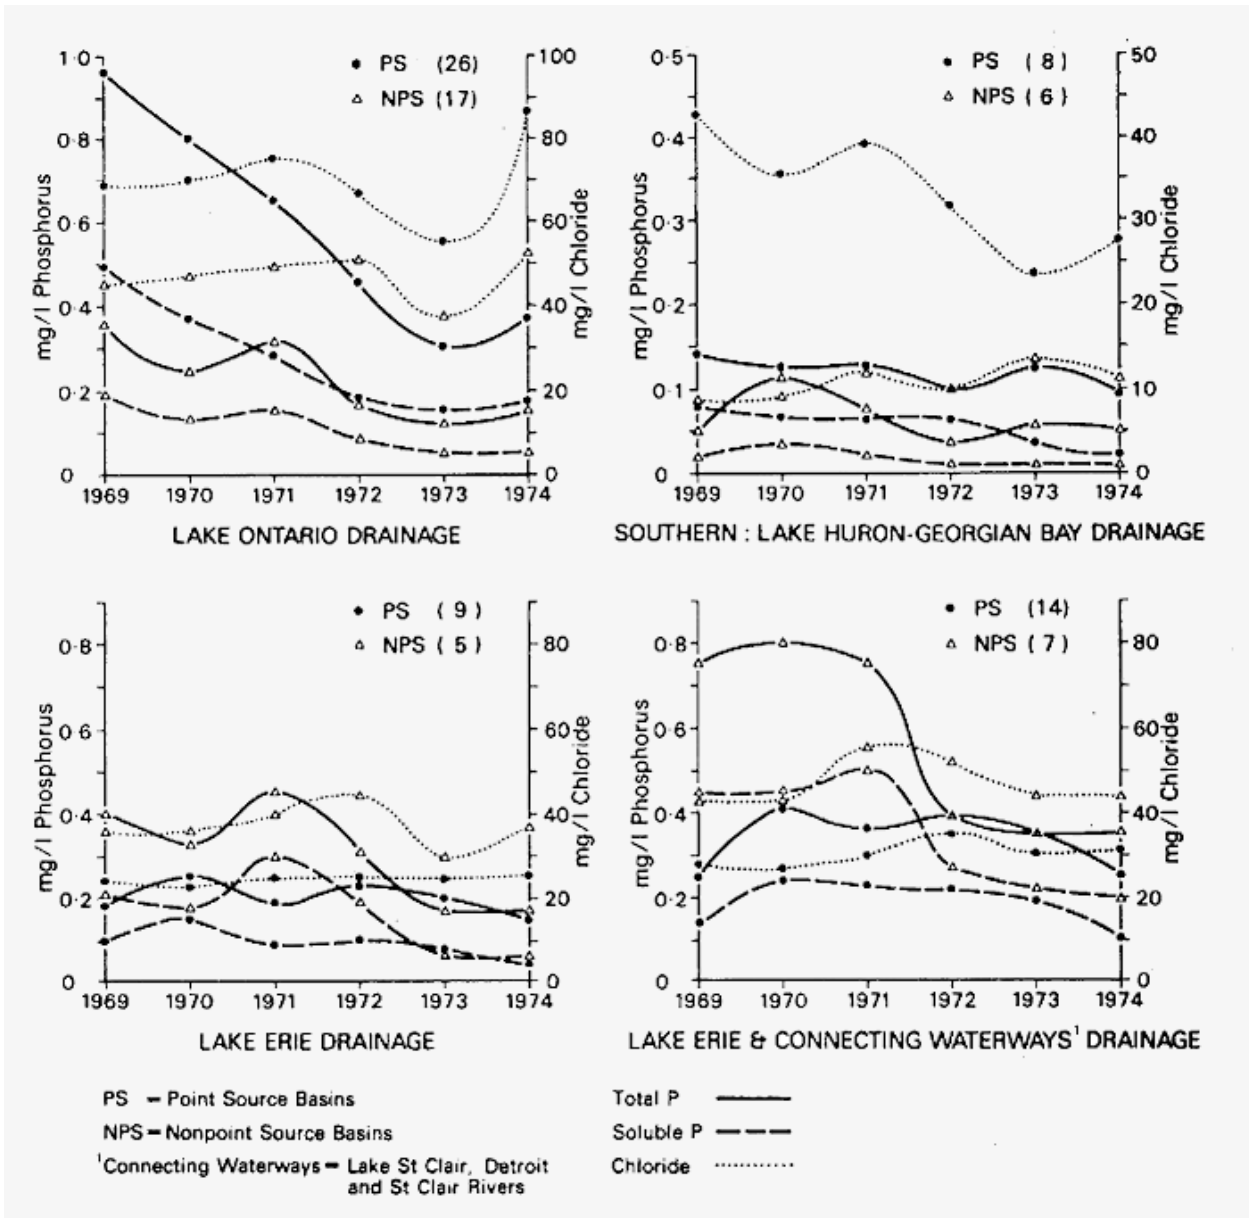 1·0
0·8
0·6
0·4
0·2
0
mg/l Phosphorus
PS (26)
NPS (17)
100
80
60
40
20
0
mg/l Chloride
1969 1970 1971 1972 1973 1974
LAKE ONTARIO DRAINAGE
0·5
0·4
0·3
0·2
0·1
0
mg/l Phosphorus
PS ( 8)
NPS ( 6)
50
40
30
20
10
0
mg/l Chloride
1969 1970 1971 1972 1973 1974
SOUTHERN : LAKE HURON-GEORGIAN BAY DRAINAGE
0·8
0·6
0·4
0·2
0
mg/l Phosphorus
PS ( 9)
NPS ( 5)
80
60
40
20
0
mg/l Chloride
1969 1970 1971 1972 1973 1974
LAKE ERIE DRAINAGE
0·8
0·6
0·4
0·2
0
mg/l Phosphorus
PS (14)
NPS ( 7)
80
60
40
20
0
mg/l Chloride
1969 1970 1971 1972 1973 1974
LAKE ERIE & CONNECTING WATERWAYS¹ DRAINAGE
PS – Point Source Basins
NPS – Nonpoint Source Basins
¹Connecting Waterways – Lake St Clair, Detroit
and St Clair Rivers
Total P
Soluble P
Chloride